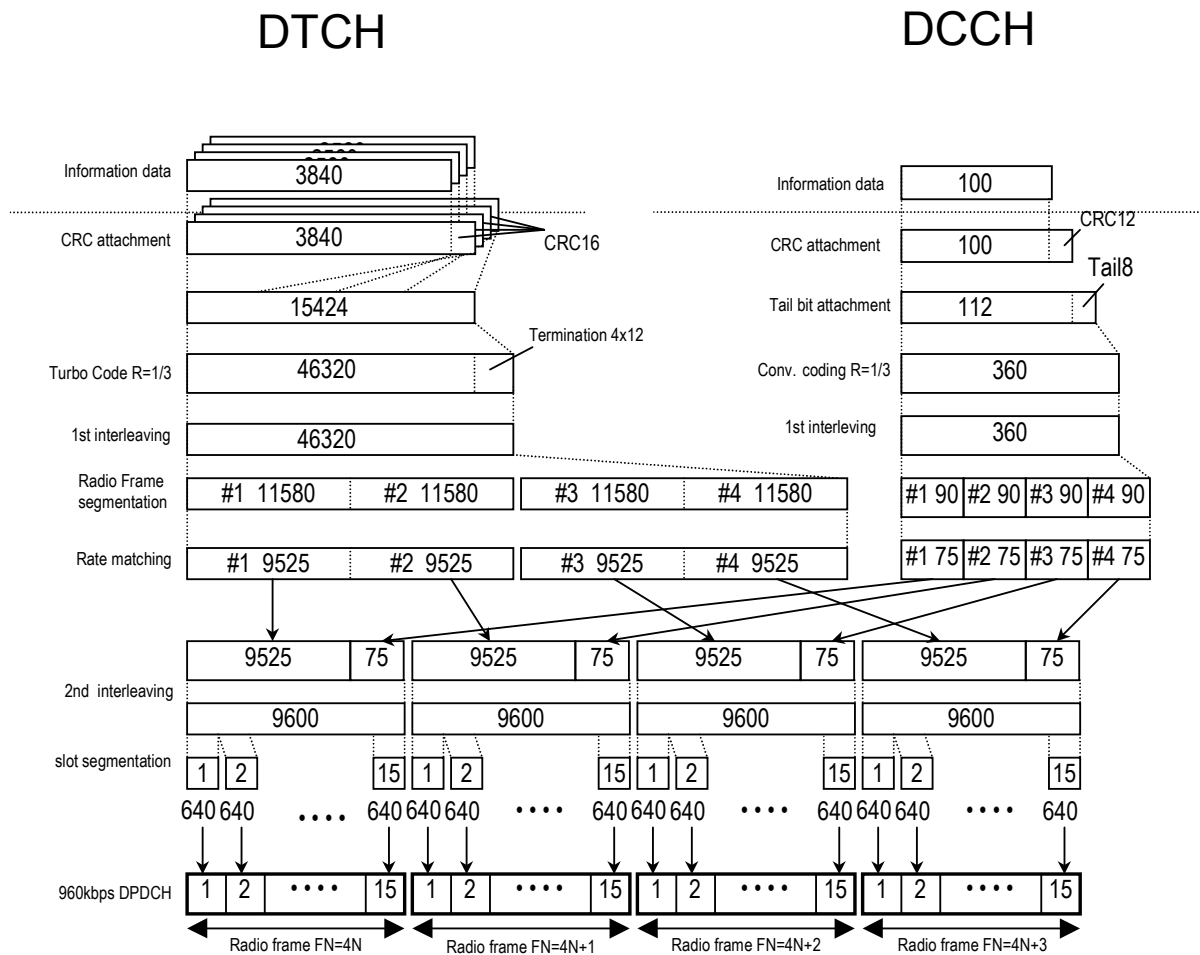 DTCH DCCH
Information data 3840
Information data 100
CRC attachment 3840 CRC16
CRC attachment 100 CRC12
15424
Tail bit attachment 112 Tail8
Turbo Code R=1/3 46320 Termination 4x12
Conv. coding R=1/3 360
1st interleaving 46320
1st interleving 360
Radio Frame
segmentation
#1 11580 #2 11580 #3 11580 #4 11580
#1 90 #2 90 #3 90 #4 90
Rate matching #1 9525 #2 9525 #3 9525 #4 9525
#1 75 #2 75 #3 75 #4 75
9525 75 9525 75 9525 75 9525 75
2nd interleaving
9600 9600 9600 9600
slot segmentation 1 2 15 1 2 15 1 2 15 1 2 15
640 640 • • • • 640 640 640 • • • • 640 640 640 • • • • 640 640 640 • • • • 640
960kbps DPDCH 1 2 • • • • 15 1 2 • • • • 15 1 2 • • • • 15 1 2 • • • • 15
Radio frame FN=4N Radio frame FN=4N+1 Radio frame FN=4N+2 Radio frame FN=4N+3